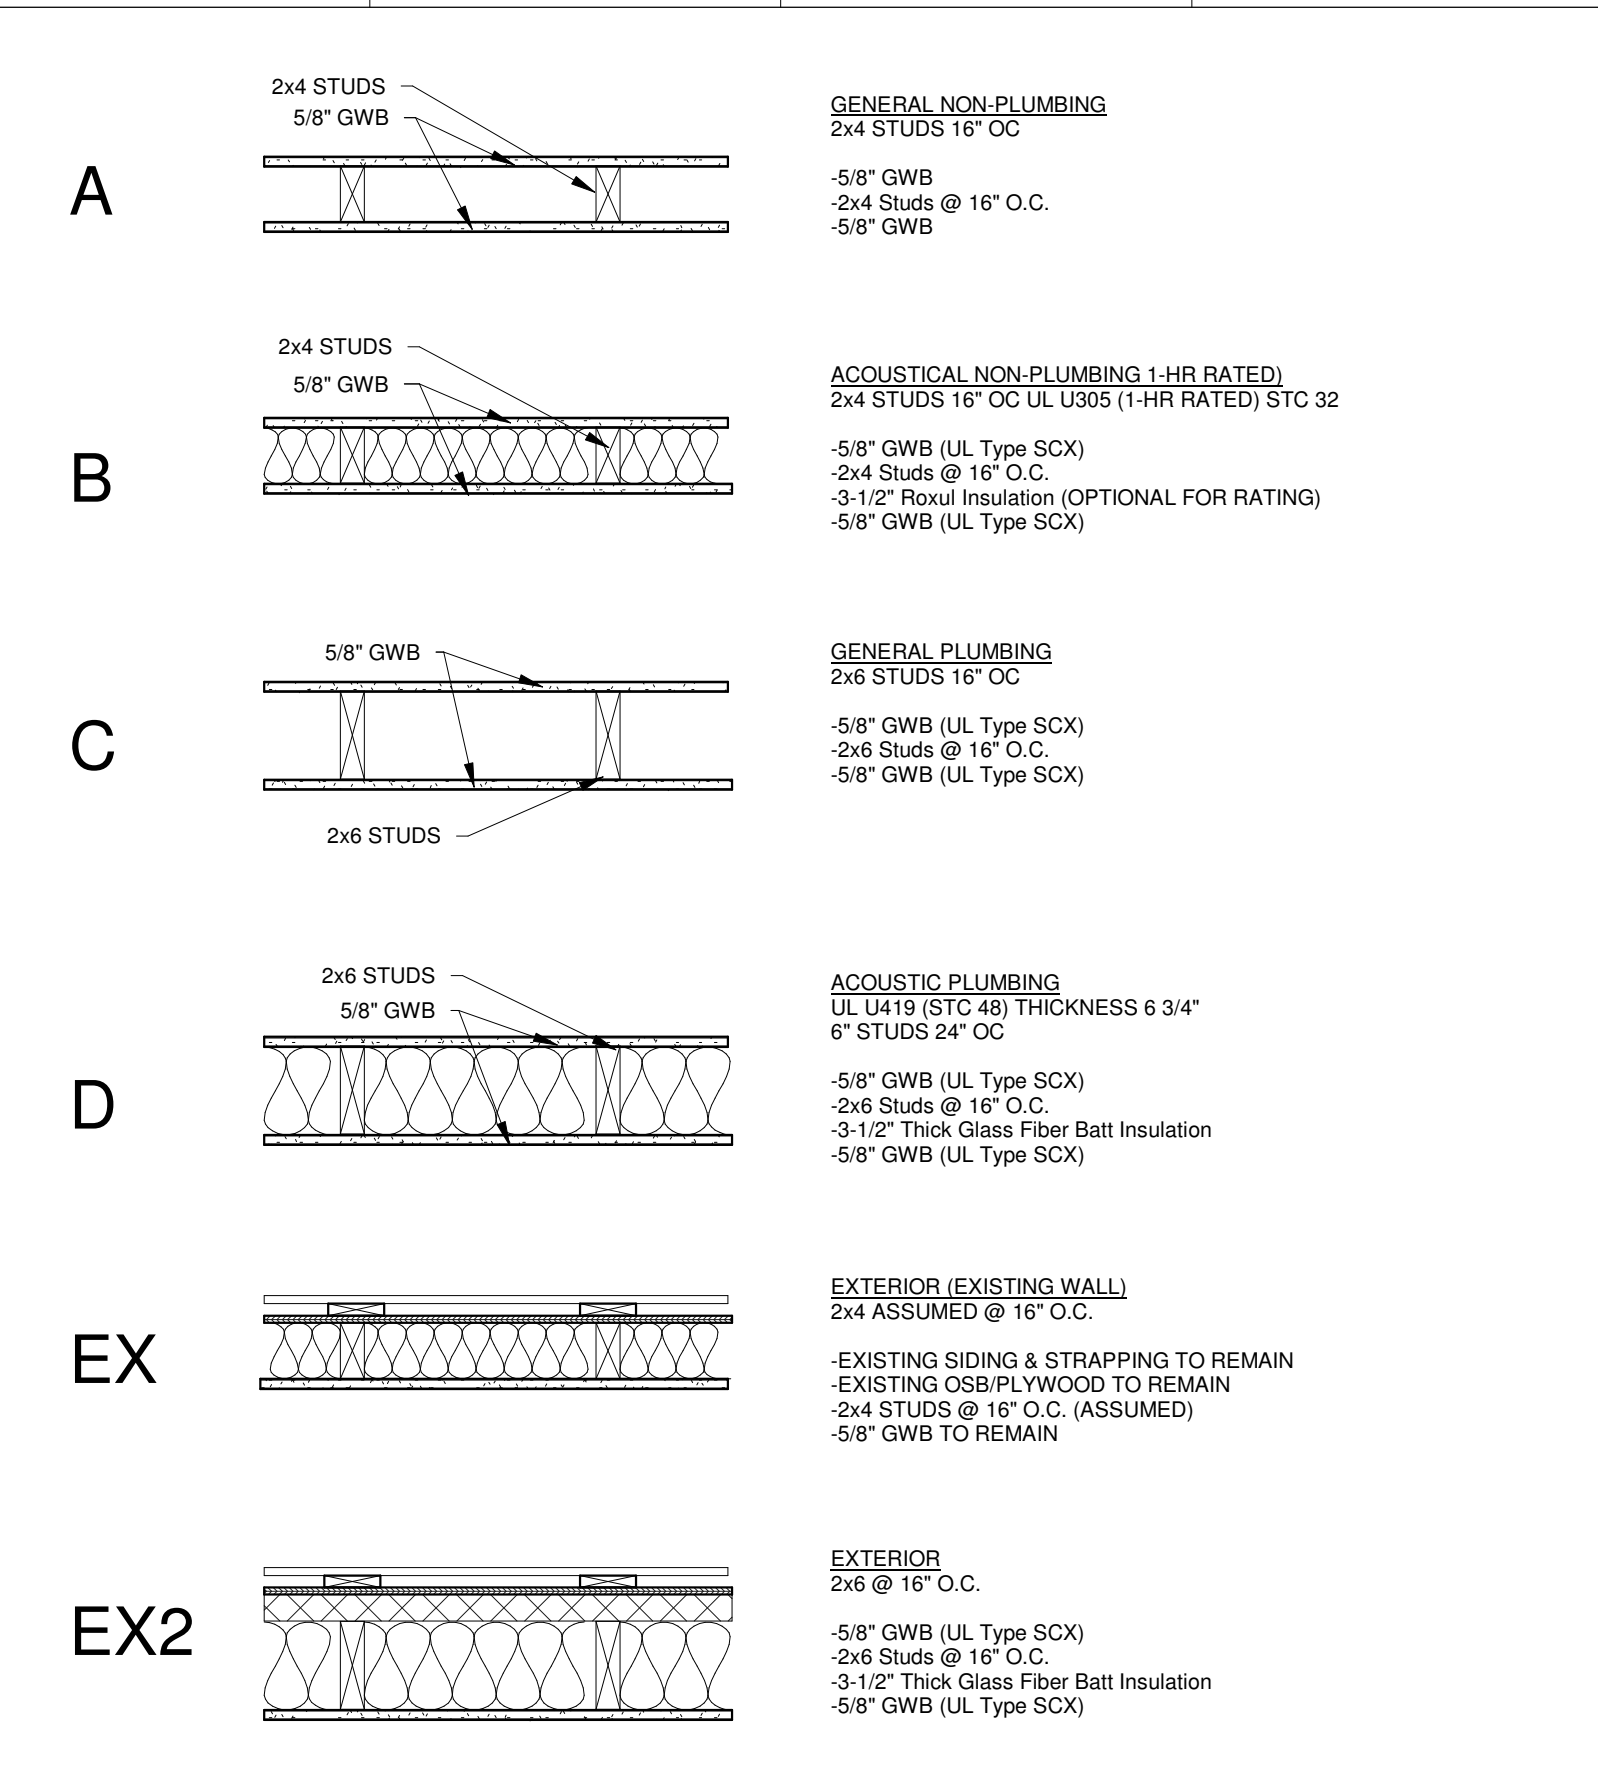 A
2x4 STUDS
5/8" GWB
GENERAL NON-PLUMBING
2x4 STUDS 16" OC
-5/8" GWB
-2x4 Studs @ 16" O.C.
-5/8" GWB
B
2x4 STUDS
5/8" GWB
ACOUSTICAL NON-PLUMBING 1-HR RATED)
2x4 STUDS 16" OC UL U305 (1-HR RATED) STC 32
-5/8" GWB (UL Type SCX)
-2x4 Studs @ 16" O.C.
-3-1/2" Roxul Insulation (OPTIONAL FOR RATING)
-5/8" GWB (UL Type SCX)
C
5/8" GWB
2x6 STUDS
GENERAL PLUMBING
2x6 STUDS 16" OC
-5/8" GWB (UL Type SCX)
-2x6 Studs @ 16" O.C.
-5/8" GWB (UL Type SCX)
D
2x6 STUDS
5/8" GWB
ACOUSTIC PLUMBING
UL U419 (STC 48) THICKNESS 6 3/4"
6" STUDS 24" OC
-5/8" GWB (UL Type SCX)
-2x6 Studs @ 16" O.C.
-3-1/2" Thick Glass Fiber Batt Insulation
-5/8" GWB (UL Type SCX)
EX
EXTERIOR (EXISTING WALL)
2x4 ASSUMED @ 16" O.C.
-EXISTING SIDING & STRAPPING TO REMAIN
-EXISTING OSB/PLYWOOD TO REMAIN
-2x4 STUDS @ 16" O.C. (ASSUMED)
-5/8" GWB TO REMAIN
EX2
EXTERIOR
2x6 @ 16" O.C.
-5/8" GWB (UL Type SCX)
-2x6 Studs @ 16" O.C.
-3-1/2" Thick Glass Fiber Batt Insulation
-5/8" GWB (UL Type SCX)